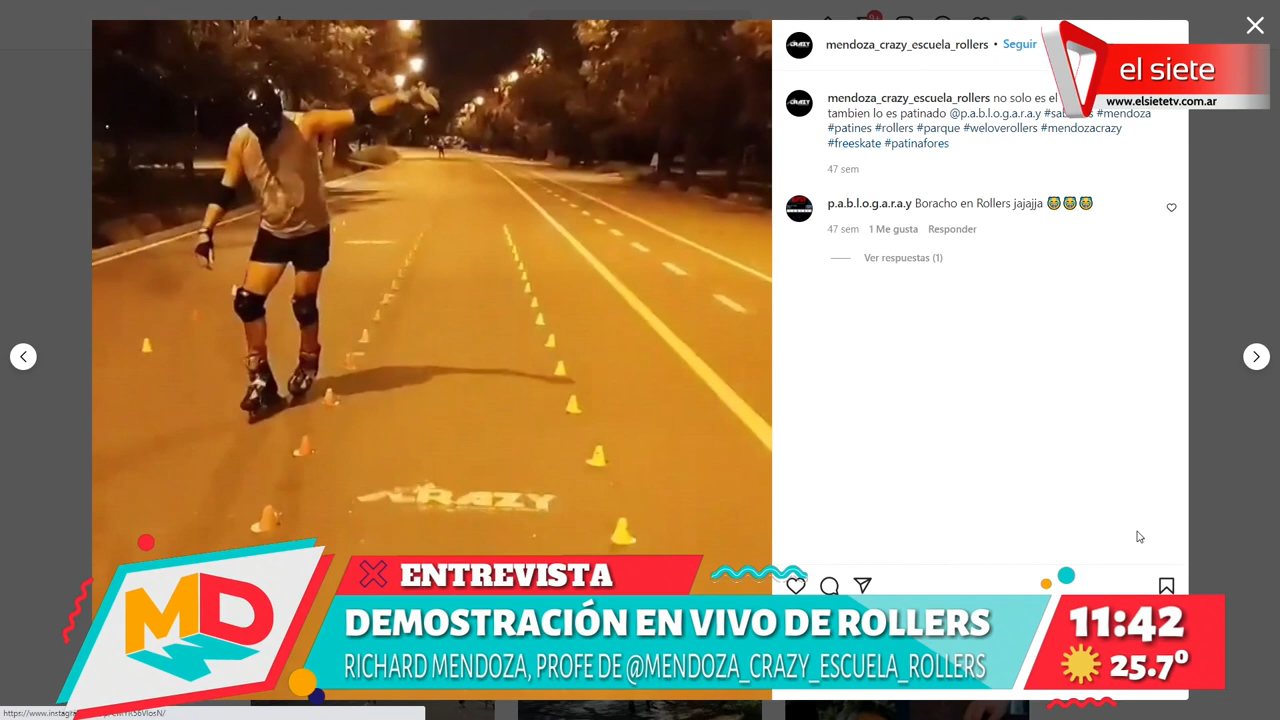 mendoza_crazy_escuela_rollers • Seguir
el siete
www.elsietetv.com.ar
mendoza_crazy_escuela_rollers no solo es el
tambien lo es patinado @p.a.b.l.o.g.a.r.a.y #mendoza
#patines #rollers #parque #weloverollers #mendozacrazy
#freeskate #patinafores
47 sem
p.a.b.l.o.g.a.r.a.y Boracho en Rollers jajajja
47 sem 1 Me gusta Responder
Ver respuestas (1)
CRAZY
ENTREVISTA
MD
DEMOSTRACIÓN EN VIVO DE ROLLERS
RICHARD MENDOZA, PROFE DE @MENDOZA_CRAZY_ESCUELA_ROLLERS
11:42
25.7º